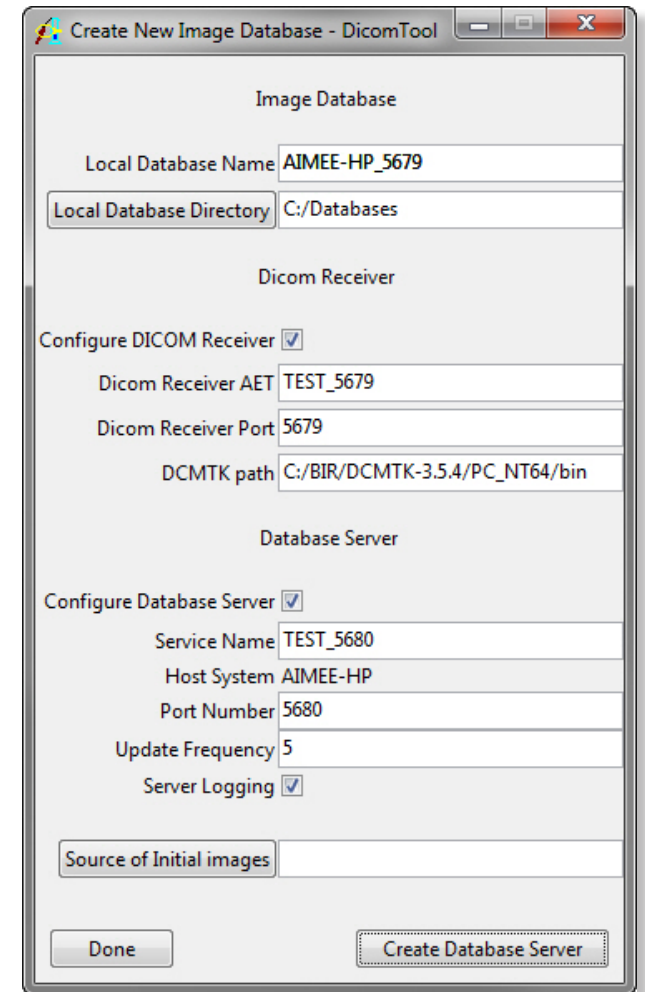 Create New Image Database - DicomTool
Image Database
Local Database Name AIMEE-HP_5679
Local Database Directory C:/Databases
Dicom Receiver
Configure DICOM Receiver
Dicom Receiver AET TEST_5679
Dicom Receiver Port 5679
DCMTK path C:/BIR/DCMTK-3.5.4/PC_NT64/bin
Database Server
Configure Database Server
Service Name TEST_5680
Host System AIMEE-HP
Port Number 5680
Update Frequency 5
Server Logging
Source of Initial images
Done Create Database Server